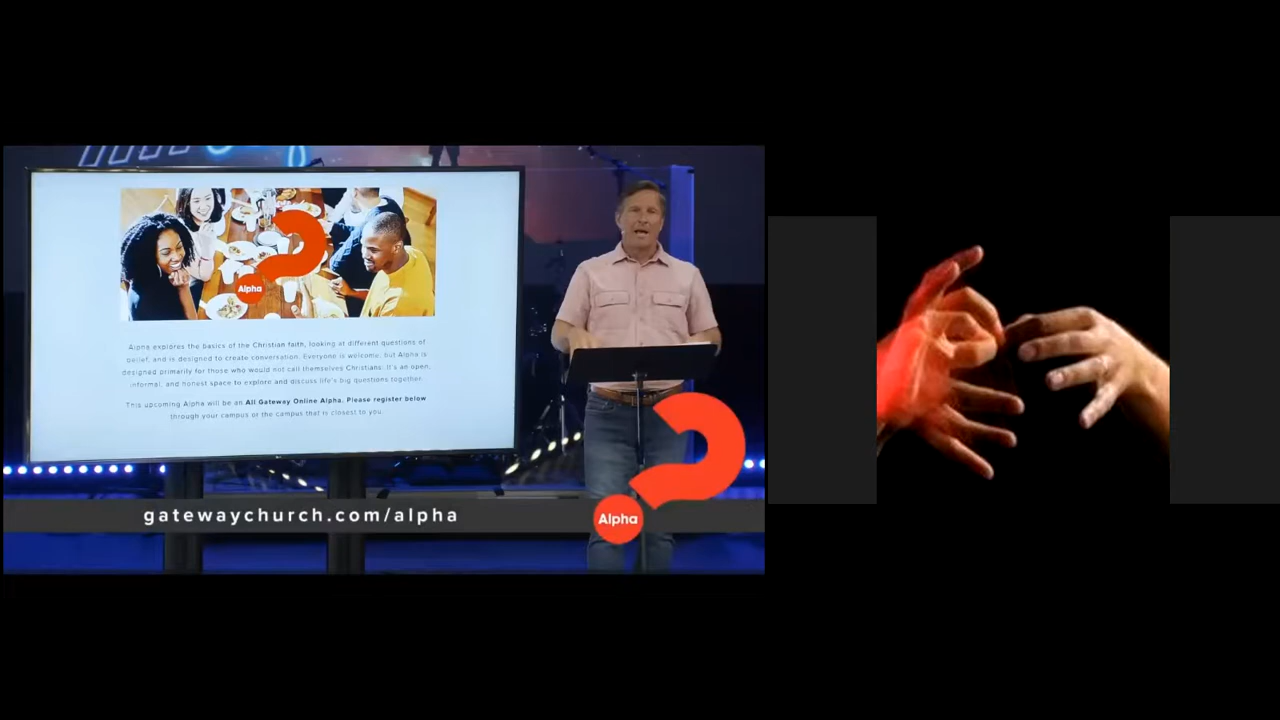 Alpha
Alpha explores the basics of the Christian faith, looking at different questions of
belief, and is designed to create conversation. Everyone is welcome, but Alpha is
designed primarily for those who would not call themselves Christians. It's an open,
informal, and honest space to explore and discuss life's big questions together.
This upcoming Alpha will be an All Gateway Online Alpha. Please register below
through your campus or the campus that is closest to you.
gatewaychurch.com/alpha
Alpha